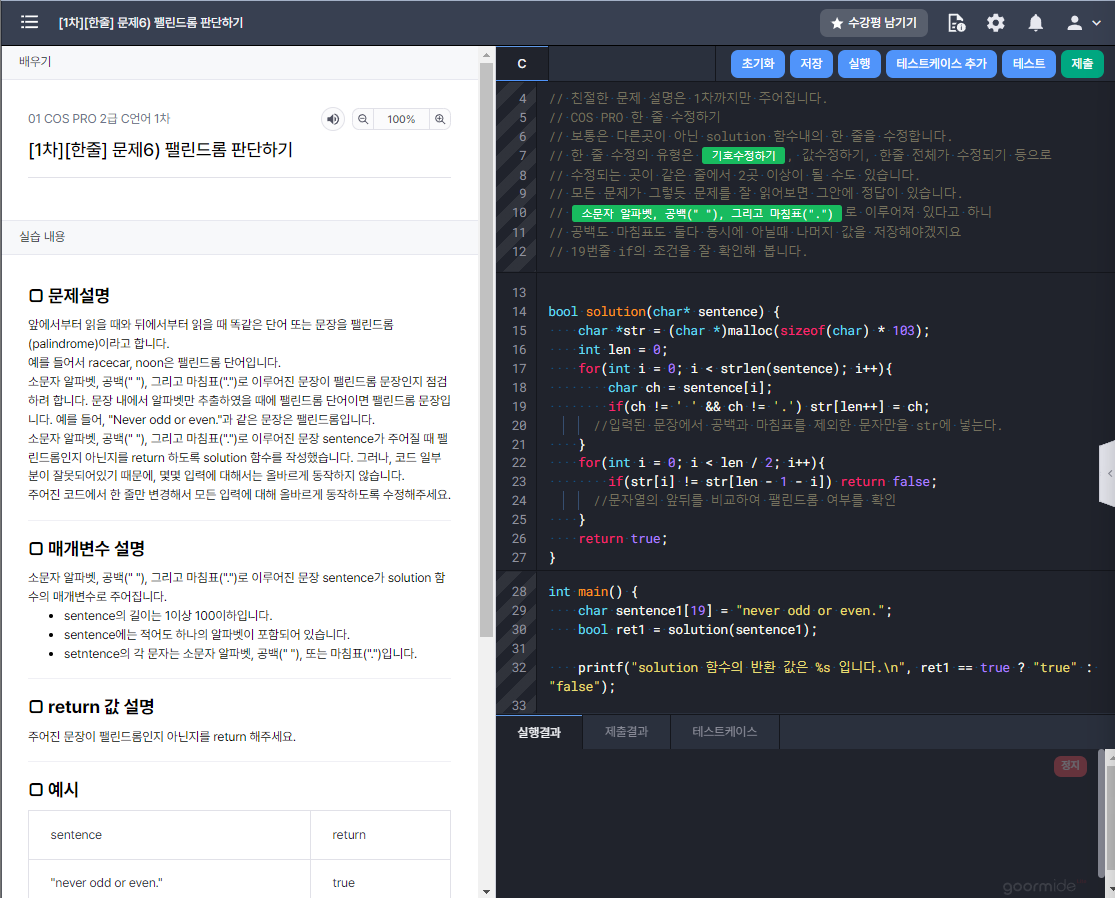 [1차][한줄] 문제6) 팰린드롬 판단하기
★ 수강평 남기기
배우기
01 COS PRO 2급 C언어 1차
100%
[1차][한줄] 문제6) 팰린드롬 판단하기
실습 내용
문제설명
앞에서부터 읽을 때와 뒤에서부터 읽을 때 똑같은 단어 또는 문장을 팰린드롬
(palindrome)이라고 합니다.
예를 들어서 racecar, noon은 팰린드롬 단어입니다.
소문자 알파벳, 공백(" "), 그리고 마침표(".")로 이루어진 문장이 팰린드롬 문장인지 점검
하려 합니다. 문장 내에서 알파벳만 추출하였을 때에 팰린드롬 단어이면 팰린드롬 문장입
니다. 예를 들어, "Never odd or even."과 같은 문장은 팰린드롬입니다.
소문자 알파벳, 공백(" "), 그리고 마침표(".")로 이루어진 문장 sentence가 주어질 때 팰
린드롬인지 아닌지를 return 하도록 solution 함수를 작성했습니다. 그러나, 코드 일부
분이 잘못되어있기 때문에, 몇몇 입력에 대해서는 올바르게 동작하지 않습니다.
주어진 코드에서 한 줄만 변경해서 모든 입력에 대해 올바르게 동작하도록 수정해주세요.
매개변수 설명
소문자 알파벳, 공백(" "), 그리고 마침표(".")로 이루어진 문장 sentence가 solution 함
수의 매개변수로 주어집니다.
• sentence의 길이는 1이상 100이하입니다.
• sentence에는 적어도 하나의 알파벳이 포함되어 있습니다.
• setntence의 각 문자는 소문자 알파벳, 공백(" "), 또는 마침표(".")입니다.
return 값 설명
주어진 문장이 팰린드롬인지 아닌지를 return 해주세요.
예시
sentence return
"never odd or even." true
C
초기화 저장 실행 테스트케이스 추가 테스트 제출
4 // 친절한 문제 설명은 1차까지만 주어집니다.
5 // COS PRO 한 줄 수정하기
6 // 보통은 다른곳이 아닌 solution 함수내의 한 줄을 수정합니다.
7 // 한 줄 수정의 유형은 기호수정하기, 값수정하기, 한줄 전체가 수정되기 등으로
8 // 수정되는 곳이 같은 줄에서 2곳 이상이 될 수도 있습니다.
9 // 모든 문제가 그렇듯 문제를 잘 읽어보면 그안에 정답이 있습니다.
10 // 소문자 알파벳, 공백(" "), 그리고 마침표(".") 로 이루어져 있다고 하니
11 // 공백도 마침표도 둘다 동시에 아닐때 나머지 값을 저장해야겠지요
12 // 19번줄 if의 조건을 잘 확인해 봅니다.
13
14 bool solution(char* sentence) {
15 char *str = (char *)malloc(sizeof(char) * 103);
16 int len = 0;
17 for(int i = 0; i < strlen(sentence); i++){
18 char ch = sentence[i];
19 if(ch != ' ' && ch != '.') str[len++] = ch;
20 //입력된 문장에서 공백과 마침표를 제외한 문자만을 str에 넣는다.
21 }
22 for(int i = 0; i < len / 2; i++){
23 if(str[i] != str[len - 1 - i]) return false;
24 //문자열의 앞뒤를 비교하여 팰린드롬 여부를 확인
25 }
26 return true;
27 }
28 int main() {
29 char sentence1[19] = "never odd or even.";
30 bool ret1 = solution(sentence1);
31
32 printf("solution 함수의 반환 값은 %s 입니다.\n", ret1 == true ? "true" :
"false");
33
실행결과 제출결과 테스트케이스
정지
goormide